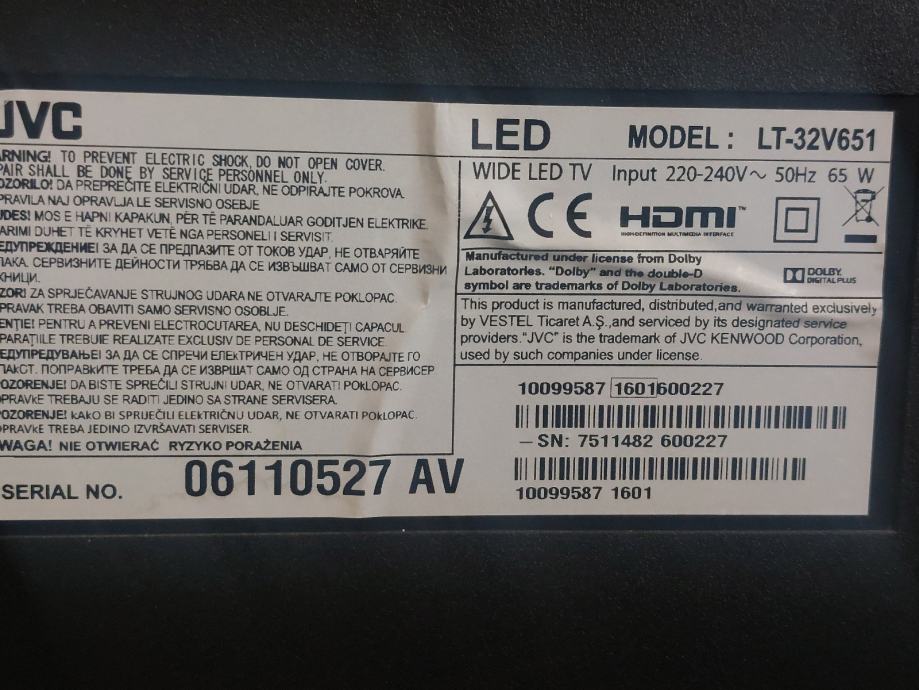 JVC
LED MODEL : LT-32V651
WIDE LED TV Input 220-240V~ 50Hz 65 W
CE HDMI™
HIGH-DEFINITION MULTIMEDIA INTERFACE
Manufactured under license from Dolby
Laboratories. "Dolby" and the double-D
symbol are trademarks of Dolby Laboratories.
DOLBY
DIGITAL PLUS
This product is manufactured, distributed,and warranted exclusively
by VESTEL Ticaret A.Ş.,and serviced by its designated service
providers."JVC" is the trademark of JVC KENWOOD Corporation,
used by such companies under license.
10099587 1601600227
SN: 7511482 600227
10099587 1601
ARNING! TO PREVENT ELECTRIC SHOCK, DO NOT OPEN COVER.
PAIR SHALL BE DONE BY SERVICE PERSONNEL ONLY.
OZORILO! DA PREPREČITE ELEKTRIČNI UDAR, NE ODPIRAJTE POKROVA.
PRAVILA NAJ OPRAVLJA LE SERVISNO OSEBJE
UJDES! MOS E HAPNI KAPAKUN, PËR TË PARANDALUAR GODITJEN ELEKTRIKE.
ARIMI DUHET TË KRYHET VETË NGA PERSONELI I SERVISIT.
ЕДУПРЕЖДЕНИЕ! ЗА ДА СЕ ПРЕДПАЗИТЕ ОТ ТОКОВ УДАР, НЕ ОТВАРЯЙТЕ
ПАКА. СЕРВИЗНИТЕ ДЕЙНОСТИ ТРЯБВА ДА СЕ ИЗВЪШВАТ САМО ОТ СЕРВИЗНИ
ХНИЦИ.
ZOR! ZA SPRJEČAVANJE STRUJNOG UDARA NE OTVARAJTE POKLOPAC.
PRAVAK TREBA OBAVITI SAMO SERVISNO OSOBLJE.
ENȚIE! PENTRU A PREVENI ELECTROCUTAREA, NU DESCHIDEȚI CAPACUL
PARAȚIILE TREBUIE REALIZATE EXCLUSIV DE PERSONAL DE SERVICE.
ЕДУПРЕДУВАЊЕ! ЗА ДА СЕ СПРЕЧИ ЕЛЕКТРИЧЕН УДАР, НЕ ОТВОРАЈТЕ ГО
ПАКОТ. ПОПРАВКИТЕ ТРЕБА ДА СЕ ИЗВРШАТ САМО ОД СТРАНА НА СЕРВИСЕР
OZORENJE! DA BISTE SPREČILI STRUJNI UDAR, NE OTVARATI POKLOPAC.
OPRAVKE TREBAJU SE RADITI JEDINO SA STRANE SERVISERA.
POZORENJE! KAKO BI SPRJEČILI ELEKTRIČNU UDAR, NE OTVARATI POKLOPAC.
OPRAVKE TREBA JEDINO IZVRŠAVATI SERVISER.
WAGA! NIE OTWIERAĆ RYZYKO PORAŻENIA
SERIAL NO. 06110527 AV